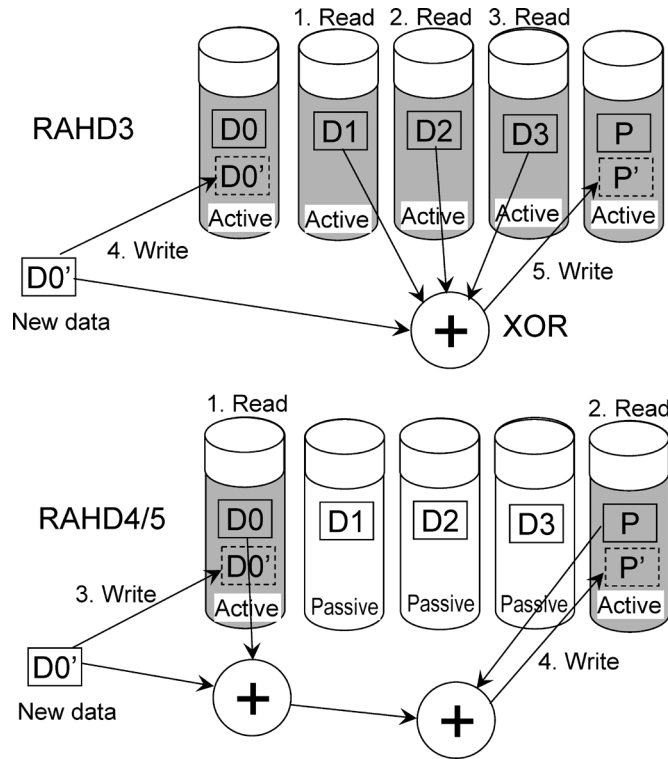 1. Read 2. Read 3. Read
RAHD3
D0 D1 D2 D3 P
D0' P'
Active Active Active Active Active
4. Write
5. Write
D0'
New data
+ XOR
1. Read 2. Read
RAHD4/5
D0 D1 D2 D3 P
D0' P'
3. Write
Active Passive Passive Passive Active
4. Write
D0'
New data
+ +